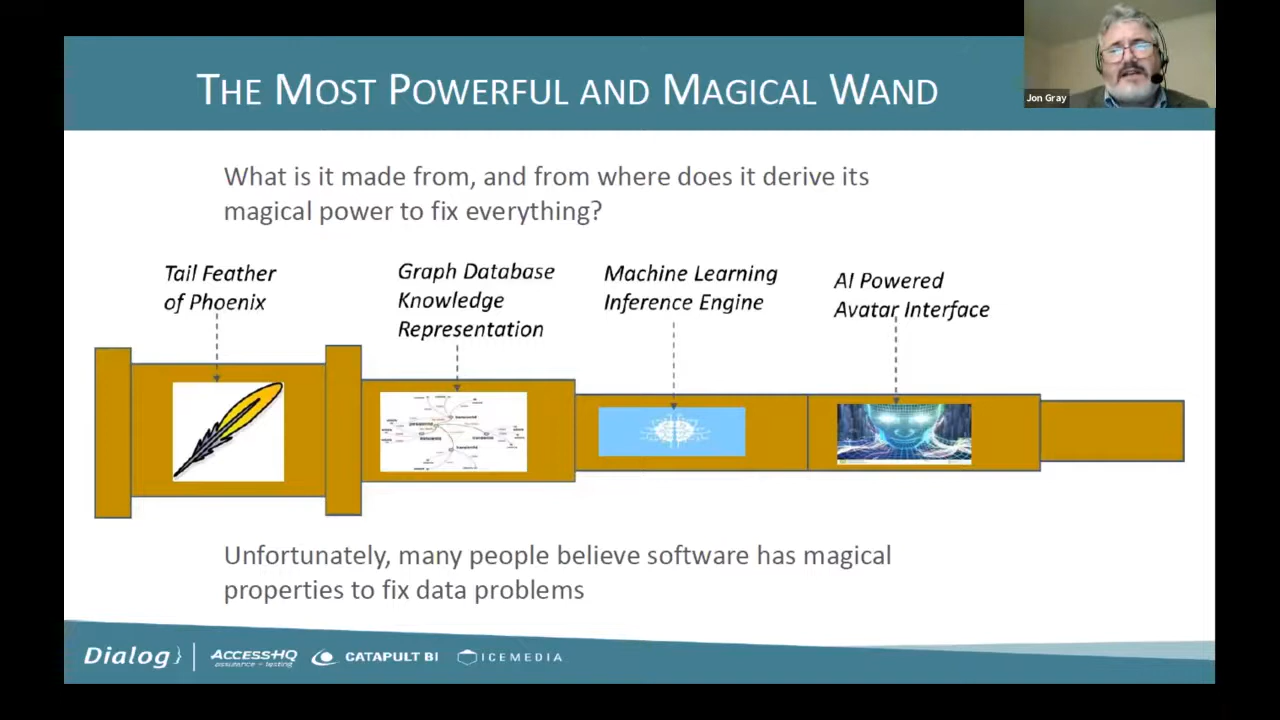 THE MOST POWERFUL AND MAGICAL WAND
Jon Gray
What is it made from, and from where does it derive its
magical power to fix everything?
Tail Feather
of Phoenix
Graph Database
Knowledge
Representation
Machine Learning
Inference Engine
AI Powered
Avatar Interface
Unfortunately, many people believe software has magical
properties to fix data problems
Dialog}
ACCESSHQ
assurance - testing
CATAPULT BI
ICEMEDIA